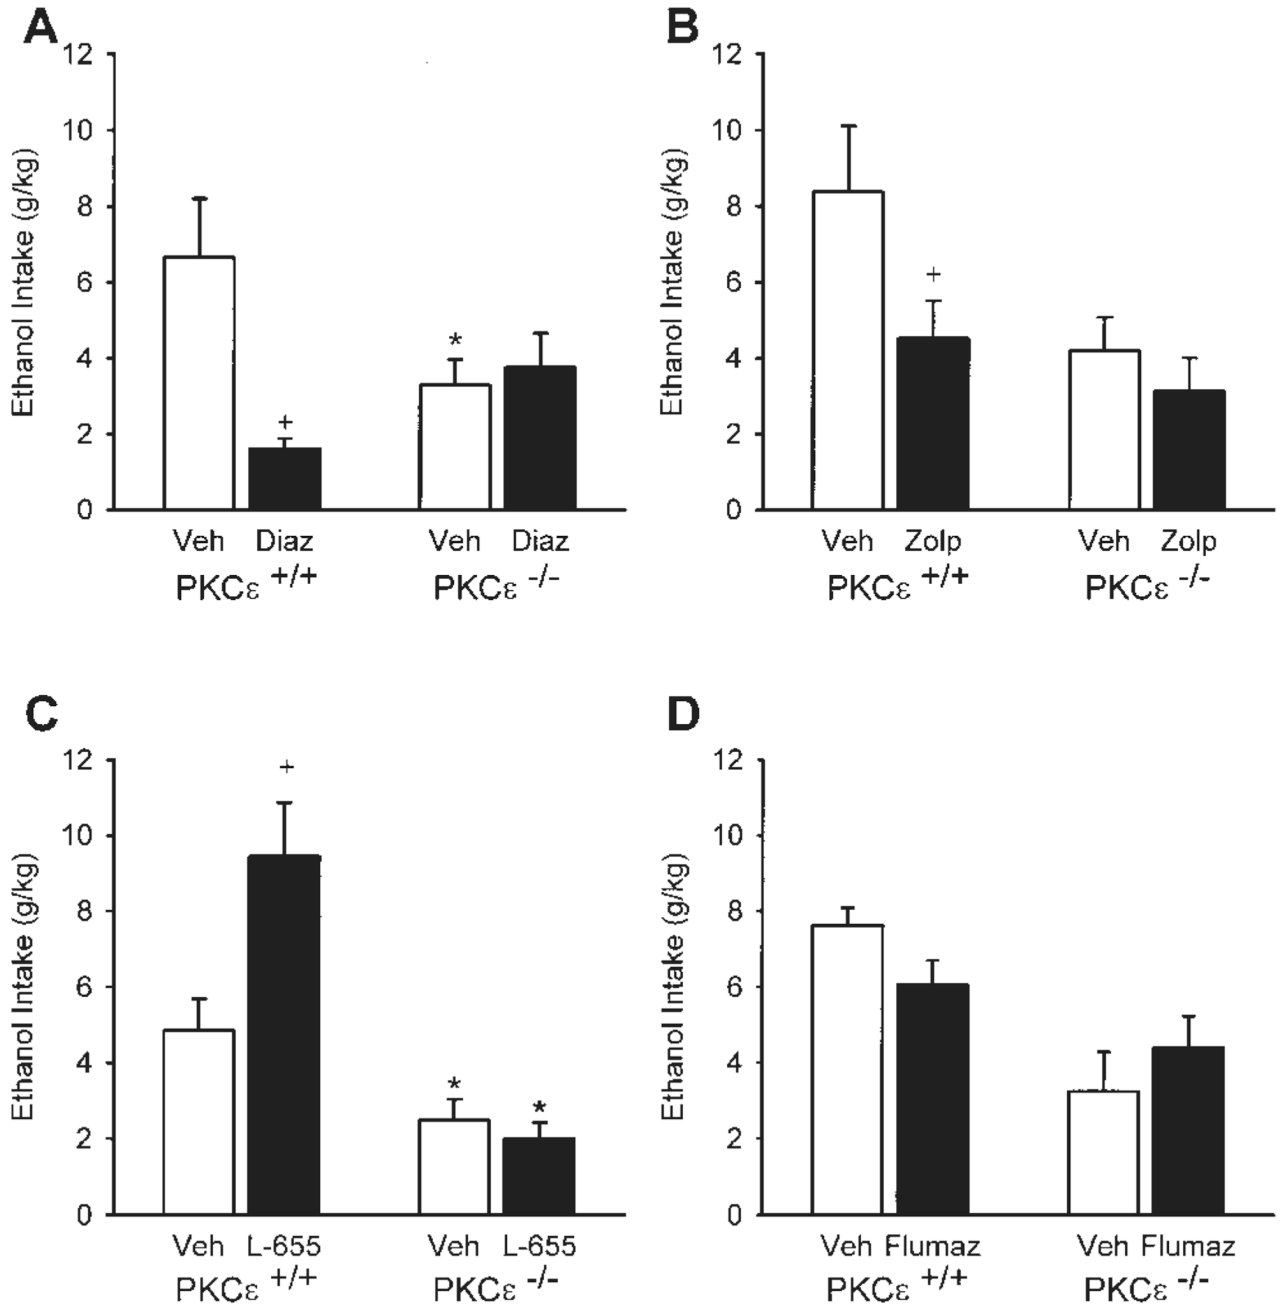 A
Ethanol Intake (g/kg)
12
10
8
6
4
2
0
+
*
Veh Diaz Veh Diaz
PKCε +/+ PKCε -/-
B
Ethanol Intake (g/kg)
12
10
8
6
4
2
0
+
Veh Zolp Veh Zolp
PKCε +/+ PKCε -/-
C
Ethanol Intake (g/kg)
12
10
8
6
4
2
0
+
*
*
Veh L-655 Veh L-655
PKCε +/+ PKCε -/-
D
Ethanol Intake (g/kg)
12
10
8
6
4
2
0
Veh Flumaz Veh Flumaz
PKCε +/+ PKCε -/-